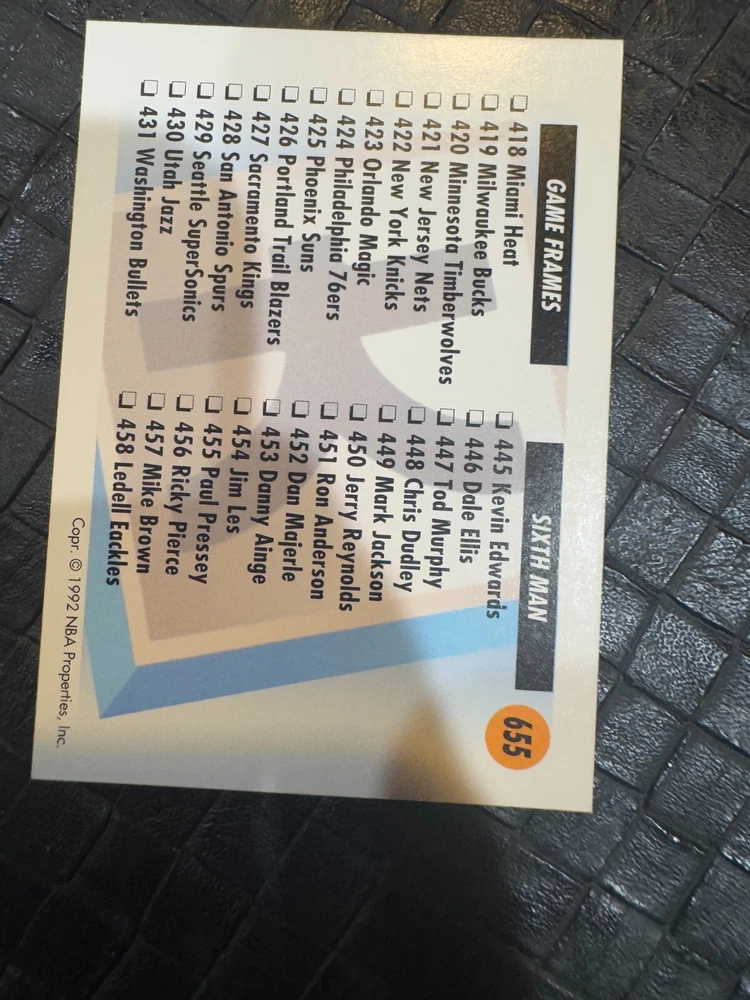 GAME FRAMES
418 Miami Heat
419 Milwaukee Bucks
420 Minnesota Timberwolves
421 New Jersey Nets
422 New York Knicks
423 Orlando Magic
424 Philadelphia 76ers
425 Phoenix Suns
426 Portland Trail Blazers
427 Sacramento Kings
428 San Antonio Spurs
429 Seattle SuperSonics
430 Utah Jazz
431 Washington Bullets
SIXTH MAN
445 Kevin Edwards
446 Dale Ellis
447 Tod Murphy
448 Chris Dudley
449 Mark Jackson
450 Jerry Reynolds
451 Ron Anderson
452 Dan Majerle
453 Danny Ainge
454 Jim Les
455 Paul Pressey
456 Ricky Pierce
457 Mike Brown
458 Ledell Eackles
655
Copr. © 1992 NBA Properties, Inc.